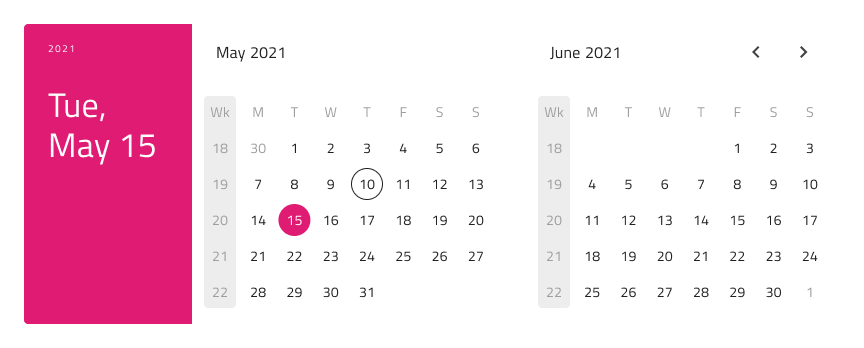 2021
Tue,
May 15
May 2021
Wk M T W T F S S
18 30 1 2 3 4 5 6
19 7 8 9 10 11 12 13
20 14 15 16 17 18 19 20
21 21 22 23 24 25 26 27
22 28 29 30 31
June 2021
Wk M T W T F S S
18 1 2 3
19 4 5 6 7 8 9 10
20 11 12 13 14 15 16 17
21 18 19 20 21 22 23 24
22 25 26 27 28 29 30 1